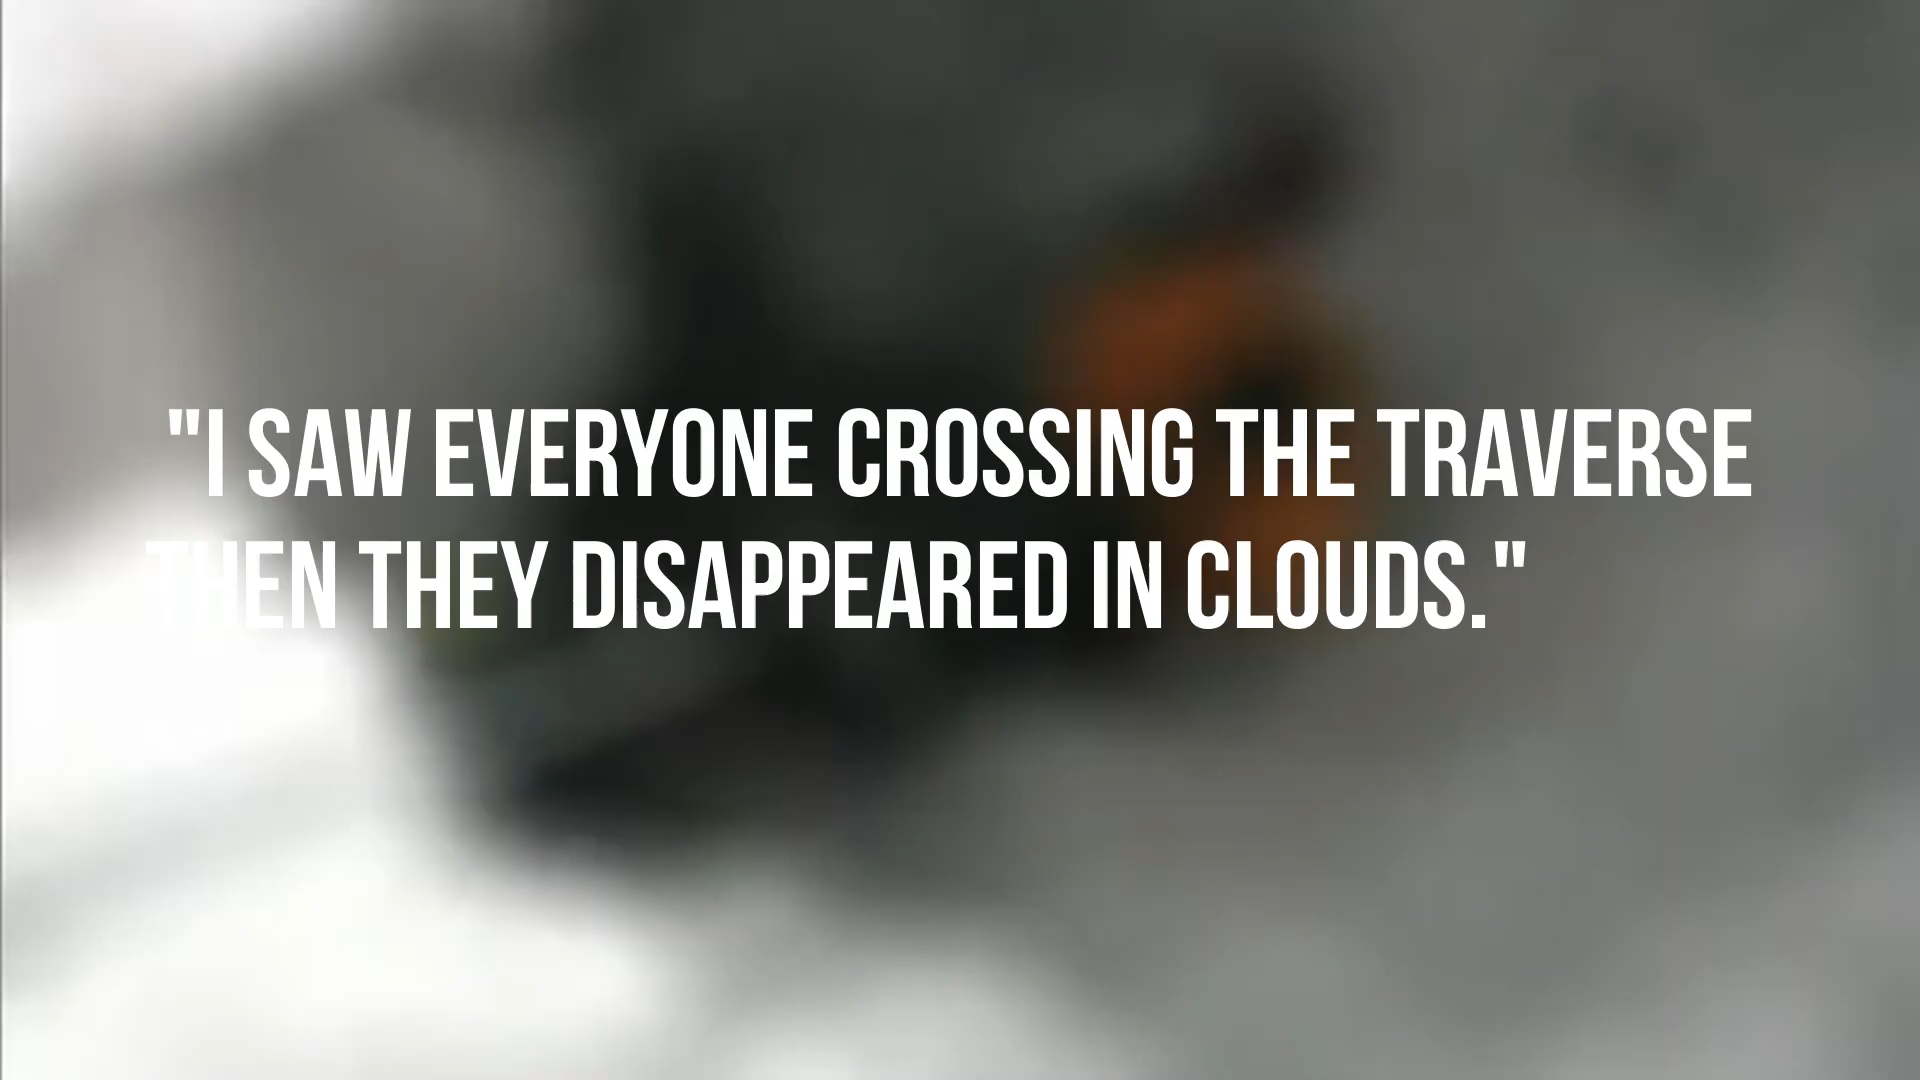 "I SAW EVERYONE CROSSING THE TRAVERSE
THEN THEY DISAPPEARED IN CLOUDS."